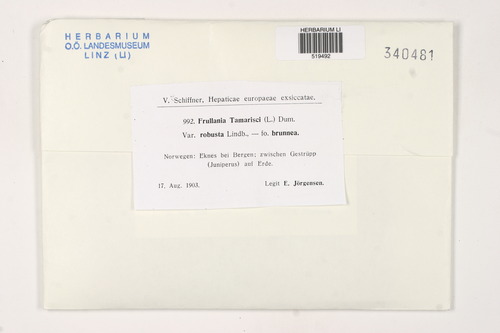 HERBARIUM
O.Ö. LANDESMUSEUM
LINZ (LI)
HERBARIUM LI
519492
340481
V. Schiffner, Hepaticae europaeae exsiccatae.
992. Frullania Tamarisci (L.) Dum.
Var. robusta Lindb., — fo. brunnea.
Norwegen: Eknes bei Bergen; zwischen Gestrüpp
(Juniperus) auf Erde.
17. Aug. 1903.
Legit E. Jörgensen.